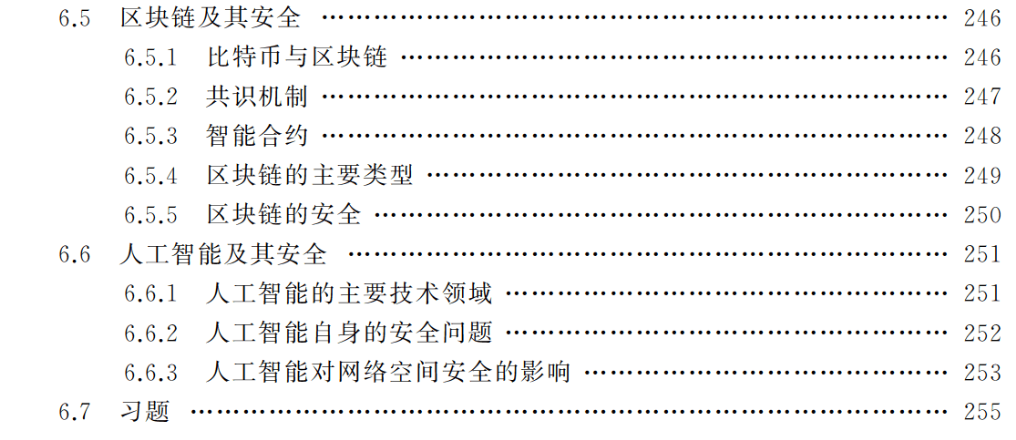 6.5 区块链及其安全 …………………………………………………………………… 246
6.5.1 比特币与区块链 …………………………………………………………… 246
6.5.2 共识机制 …………………………………………………………………… 247
6.5.3 智能合约 …………………………………………………………………… 248
6.5.4 区块链的主要类型 ………………………………………………………… 249
6.5.5 区块链的安全 ……………………………………………………………… 250
6.6 人工智能及其安全 ………………………………………………………………… 251
6.6.1 人工智能的主要技术领域 ………………………………………………… 251
6.6.2 人工智能自身的安全问题 ………………………………………………… 252
6.6.3 人工智能对网络空间安全的影响 ………………………………………… 253
6.7 习题 ………………………………………………………………………………… 255